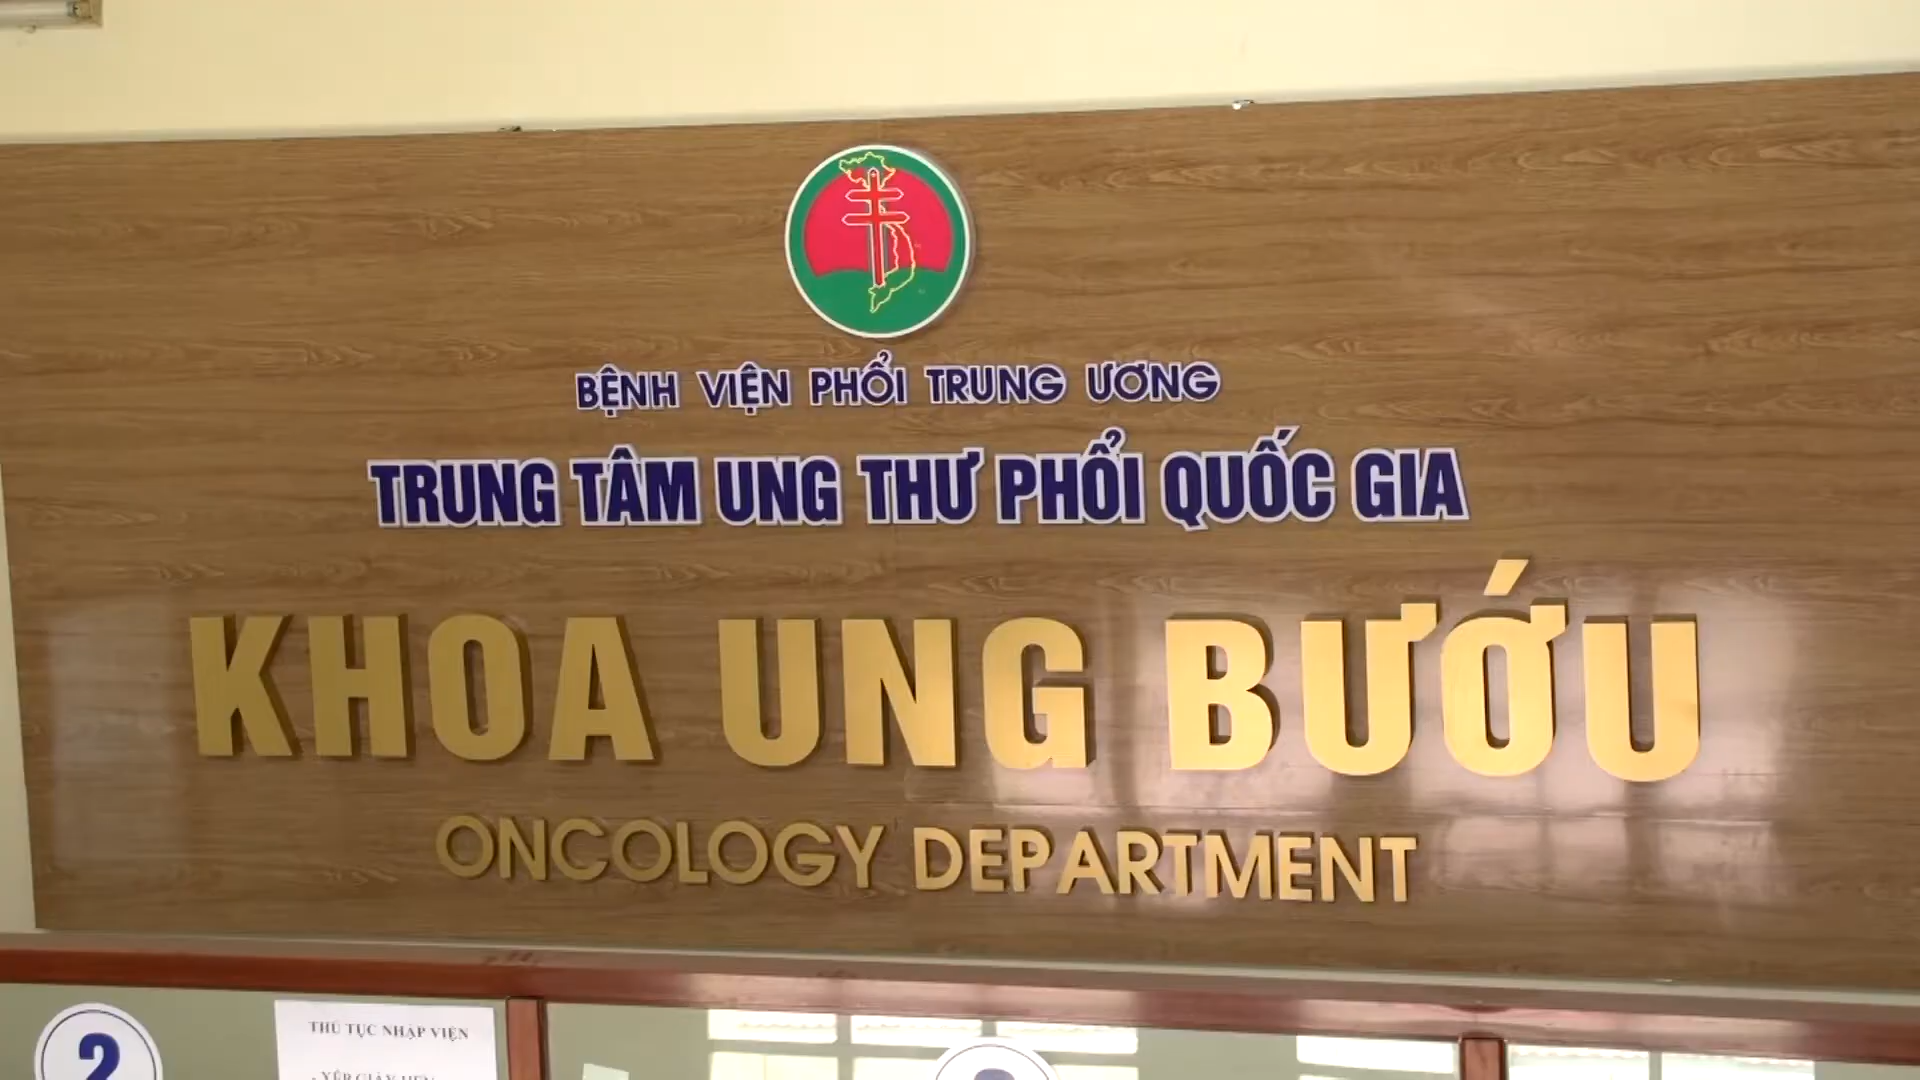 BỆNH VIỆN PHỔI TRUNG ƯƠNG
TRUNG TÂM UNG THƯ PHỔI QUỐC GIA
KHOA UNG BƯỚU
ONCOLOGY DEPARTMENT
2
THỦ TỤC NHẬP VIỆN